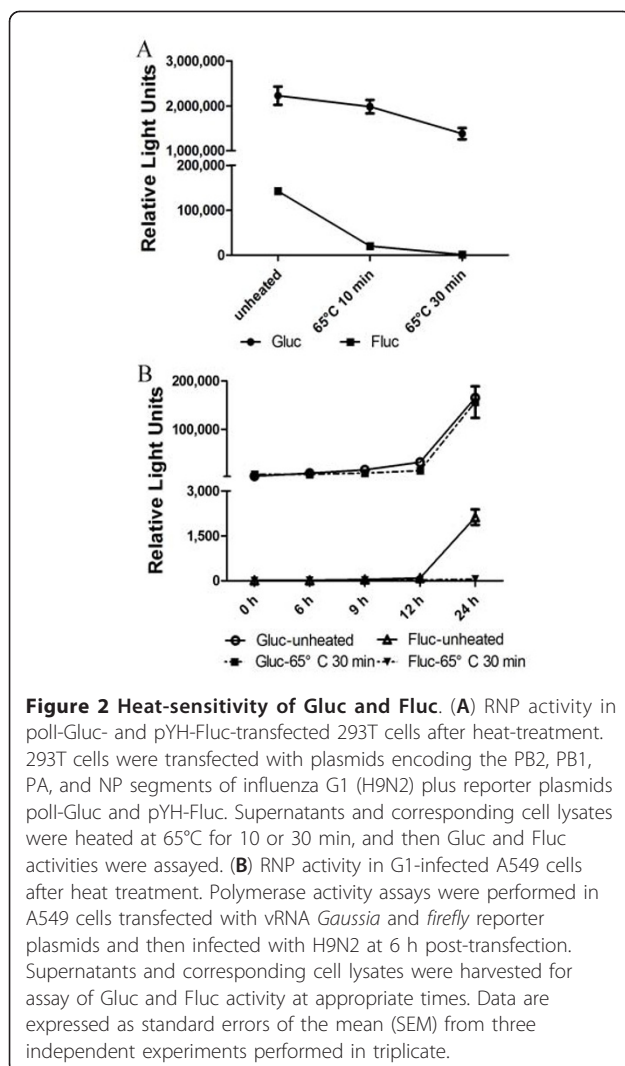 A
3,000,000
2,000,000
1,000,000
200,000
100,000
0
Relative Light Units
unheated
65°C 10 min
65°C 30 min
Gluc Fluc
B
200,000
100,000
3,000
1,500
0
Relative Light Units
0 h
6 h
9 h
12 h
24 h
Gluc-unheated Fluc-unheated
Gluc-65° C 30 min Fluc-65° C 30 min
Figure 2 Heat-sensitivity of Gluc and Fluc. (A) RNP activity in
polI-Gluc- and pYH-Fluc-transfected 293T cells after heat-treatment.
293T cells were transfected with plasmids encoding the PB2, PB1,
PA, and NP segments of influenza G1 (H9N2) plus reporter plasmids
polI-Gluc and pYH-Fluc. Supernatants and corresponding cell lysates
were heated at 65°C for 10 or 30 min, and then Gluc and Fluc
activities were assayed. (B) RNP activity in G1-infected A549 cells
after heat treatment. Polymerase activity assays were performed in
A549 cells transfected with vRNA Gaussia and firefly reporter
plasmids and then infected with H9N2 at 6 h post-transfection.
Supernatants and corresponding cell lysates were harvested for
assay of Gluc and Fluc activity at appropriate times. Data are
expressed as standard errors of the mean (SEM) from three
independent experiments performed in triplicate.